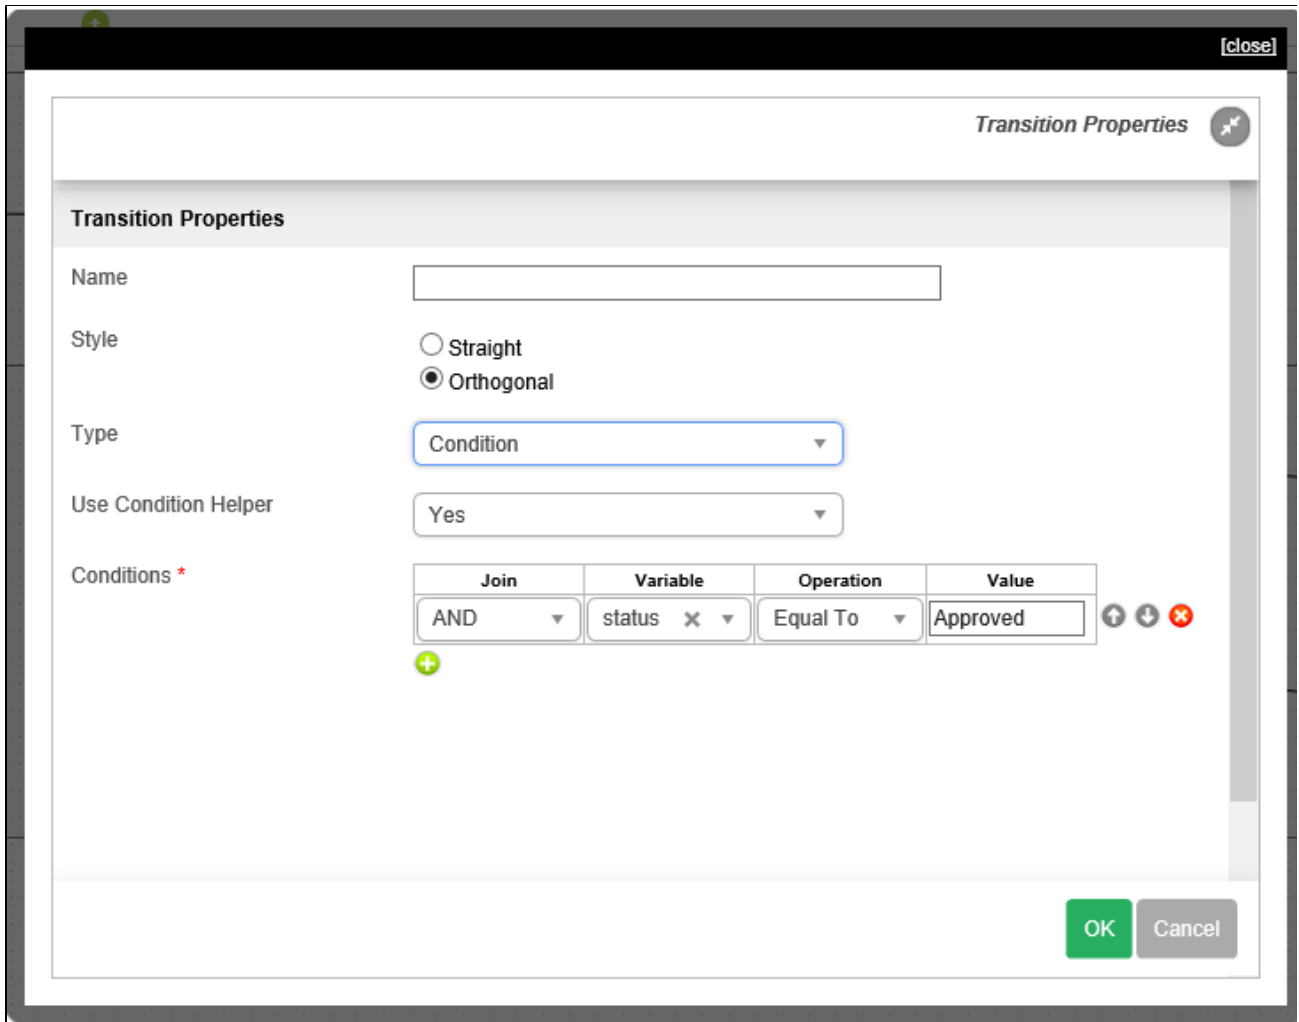 [close]
Transition Properties
Transition Properties
Name
Style
Straight
Orthogonal
Type
Condition
Use Condition Helper
Yes
Conditions *
Join Variable Operation Value
AND status Equal To Approved
OK Cancel